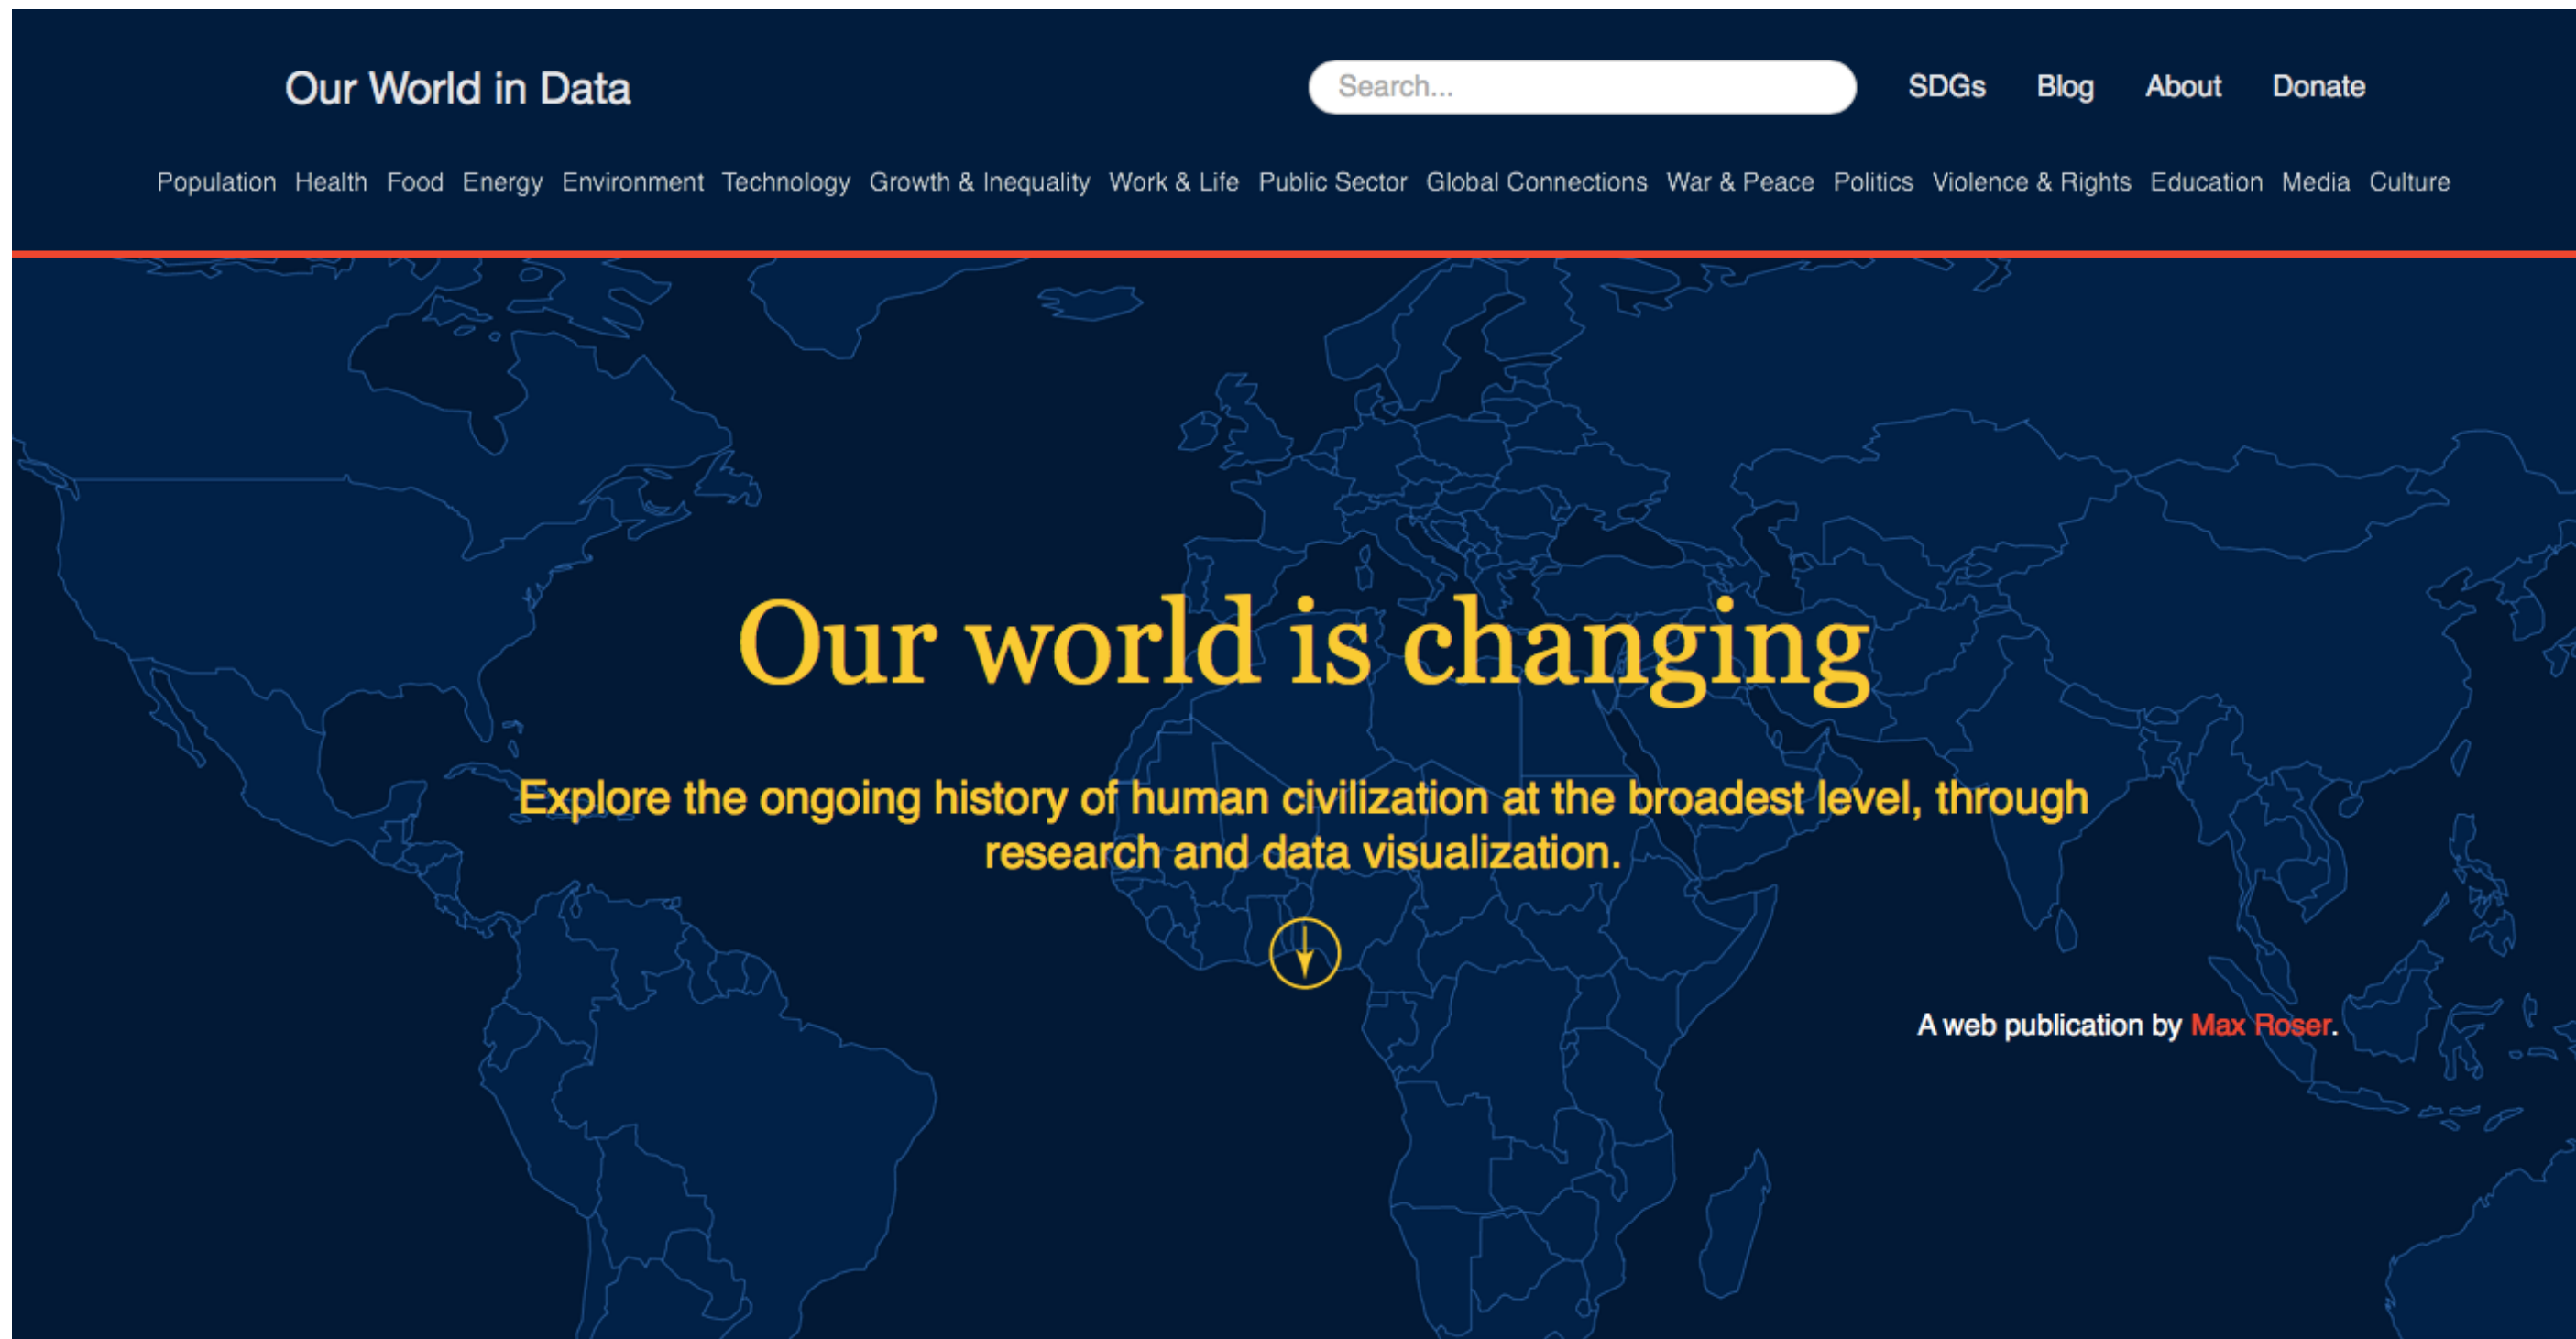 Our World in Data
Search...
SDGs Blog About Donate
Population Health Food Energy Environment Technology Growth & Inequality Work & Life Public Sector Global Connections War & Peace Politics Violence & Rights Education Media Culture
Our world is changing
Explore the ongoing history of human civilization at the broadest level, through
research and data visualization.
A web publication by Max Roser.